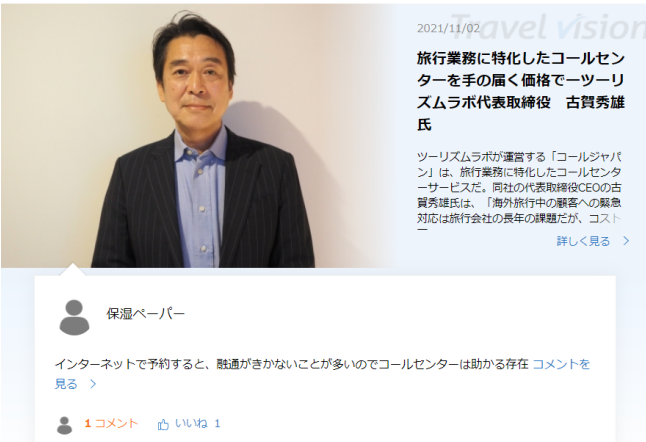 Travel vision
2021/11/02
旅行業務に特化したコールセン
ターを手の届く価格でーツーリ
ズムラボ代表取締役　古賀秀雄
氏
ツーリズムラボが運営する「コールジャパ
ン」は、旅行業務に特化したコールセンタ
ーサービスだ。同社の代表取締役CEOの古
賀秀雄氏は、「海外旅行中の顧客への緊急
対応は旅行会社の長年の課題だが、コスト
詳しく見る
保湿ペーパー
インターネットで予約すると、融通がきかないことが多いのでコールセンターは助かる存在 コメントを
見る
1 コメント いいね 1